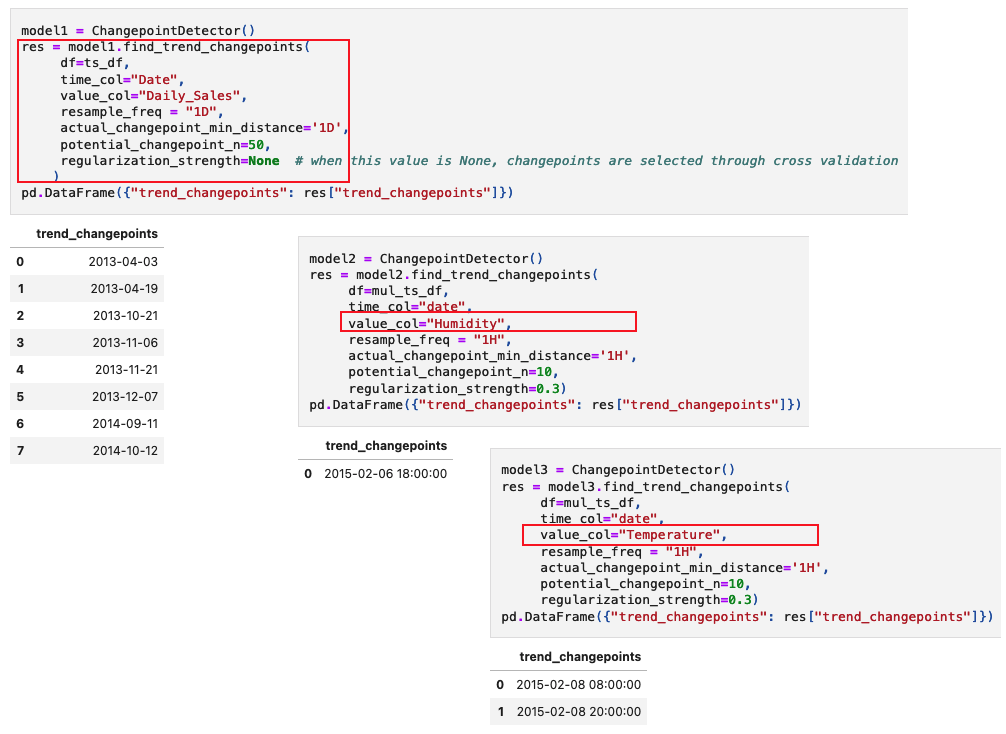 model1 = ChangepointDetector()
res = model1.find_trend_changepoints(
df=ts_df,
time_col="Date",
value_col="Daily_Sales",
resample_freq = "1D",
actual_changepoint_min_distance='1D',
potential_changepoint_n=50,
regularization_strength=None  # when this value is None, changepoints are selected through cross validation
)
pd.DataFrame({"trend_changepoints": res["trend_changepoints"]})
trend_changepoints
0 2013-04-03
1 2013-04-19
2 2013-10-21
3 2013-11-06
4 2013-11-21
5 2013-12-07
6 2014-09-11
7 2014-10-12
model2 = ChangepointDetector()
res = model2.find_trend_changepoints(
df=mul_ts_df,
time_col="date",
value_col="Humidity",
resample_freq = "1H",
actual_changepoint_min_distance='1H',
potential_changepoint_n=10,
regularization_strength=0.3)
pd.DataFrame({"trend_changepoints": res["trend_changepoints"]})
trend_changepoints
0 2015-02-06 18:00:00
model3 = ChangepointDetector()
res = model3.find_trend_changepoints(
df=mul_ts_df,
time_col="date",
value_col="Temperature",
resample_freq = "1H",
actual_changepoint_min_distance='1H',
potential_changepoint_n=10,
regularization_strength=0.3)
pd.DataFrame({"trend_changepoints": res["trend_changepoints"]})
trend_changepoints
0 2015-02-08 08:00:00
1 2015-02-08 20:00:00